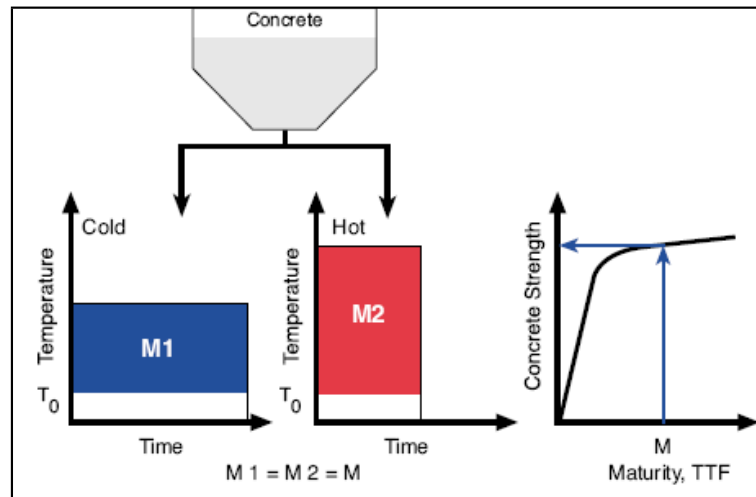 Concrete
Cold
Temperature
M1
T0
Time
Hot
Temperature
M2
T0
Time
M 1 = M 2 = M
Concrete Strength
M
Maturity, TTF